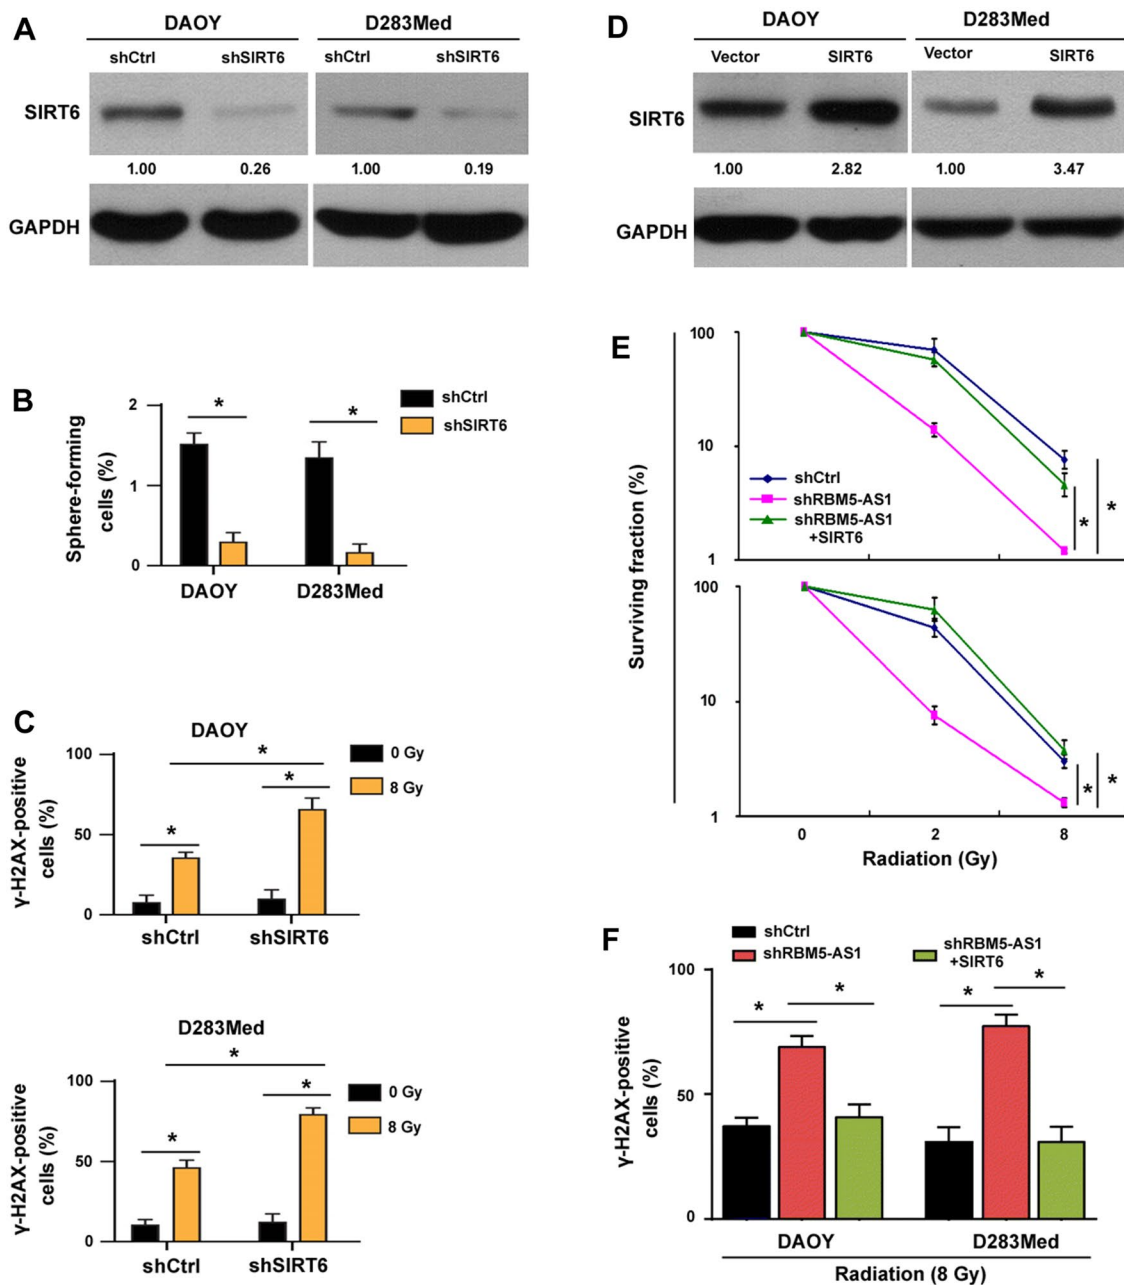 A
DAOY D283Med
shCtrl shSIRT6 shCtrl shSIRT6
SIRT6
1.00 0.26 1.00 0.19
GAPDH
B
Sphere-forming
cells (%)
2
1
0
* *
shCtrl
shSIRT6
DAOY D283Med
C
DAOY
γ-H2AX-positive
cells (%)
100
50
0
* * *
0 Gy
8 Gy
shCtrl shSIRT6
D283Med
γ-H2AX-positive
cells (%)
100
50
0
* * *
0 Gy
8 Gy
shCtrl shSIRT6
D
DAOY D283Med
Vector SIRT6 Vector SIRT6
SIRT6
1.00 2.82 1.00 3.47
GAPDH
E
Surviving fraction (%)
100
10
1
shCtrl
shRBM5-AS1
shRBM5-AS1
+SIRT6
* *
100
10
1
* *
0 2 8
Radiation (Gy)
F
shCtrl
shRBM5-AS1
shRBM5-AS1
+SIRT6
γ-H2AX-positive
cells (%)
100
50
0
* * * *
DAOY D283Med
Radiation (8 Gy)